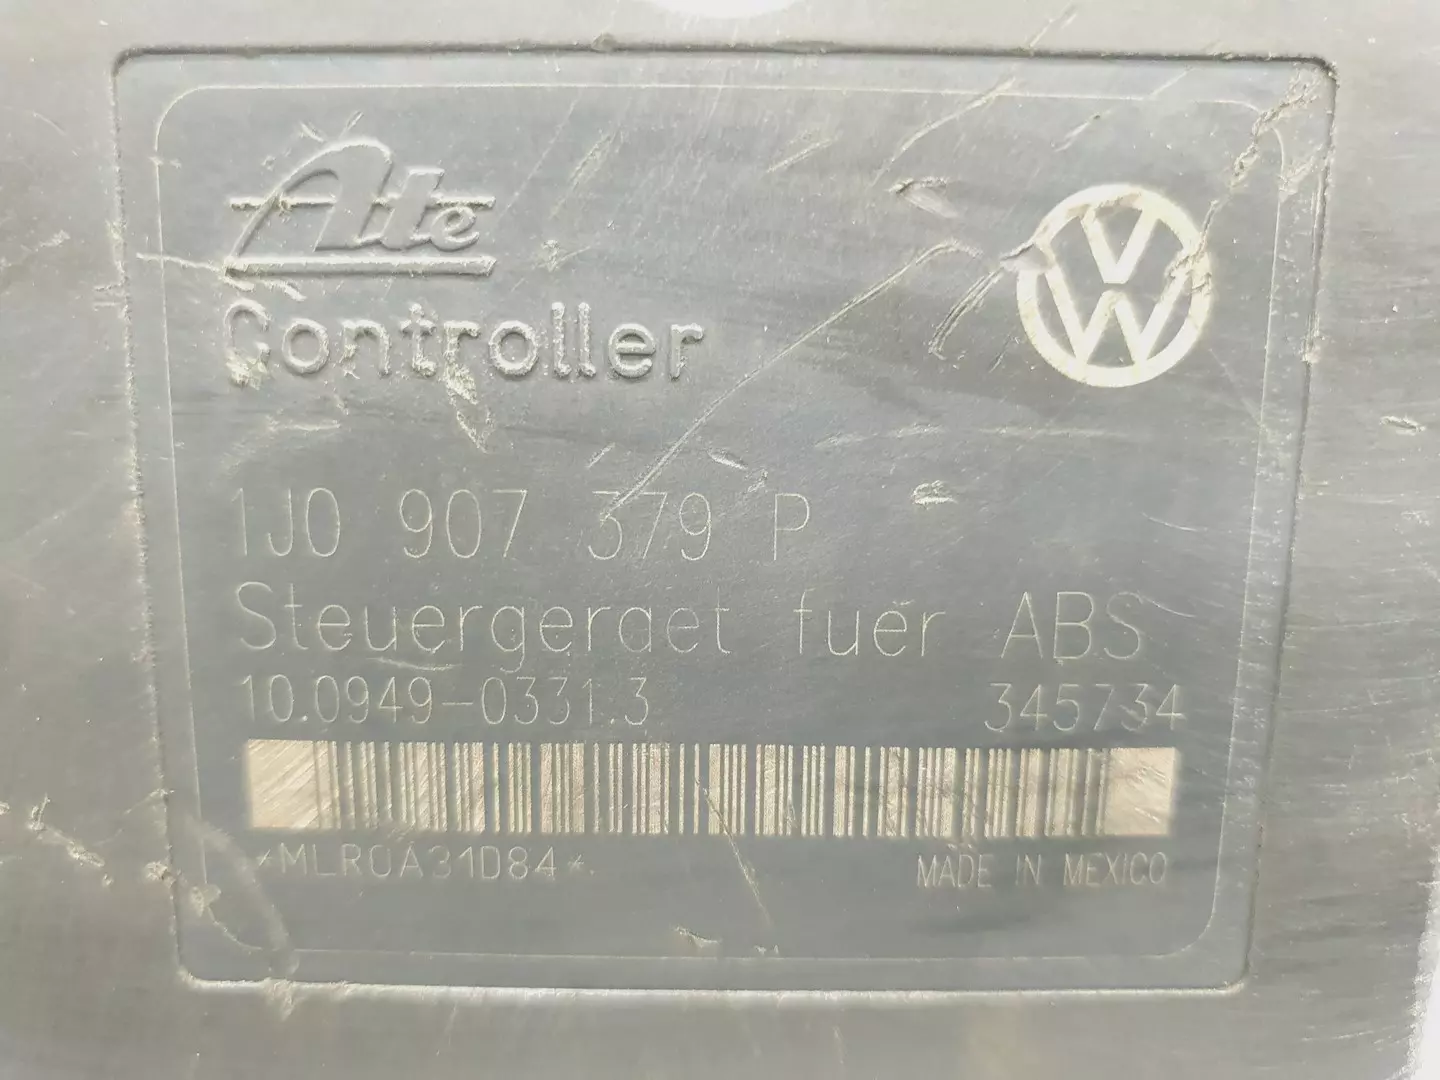 Ate
Controller
1J0 907 379 P
Steuergeraet fuer ABS
10.0949-0331.3 345734
*MLR0A31D84*
MADE IN MEXICO